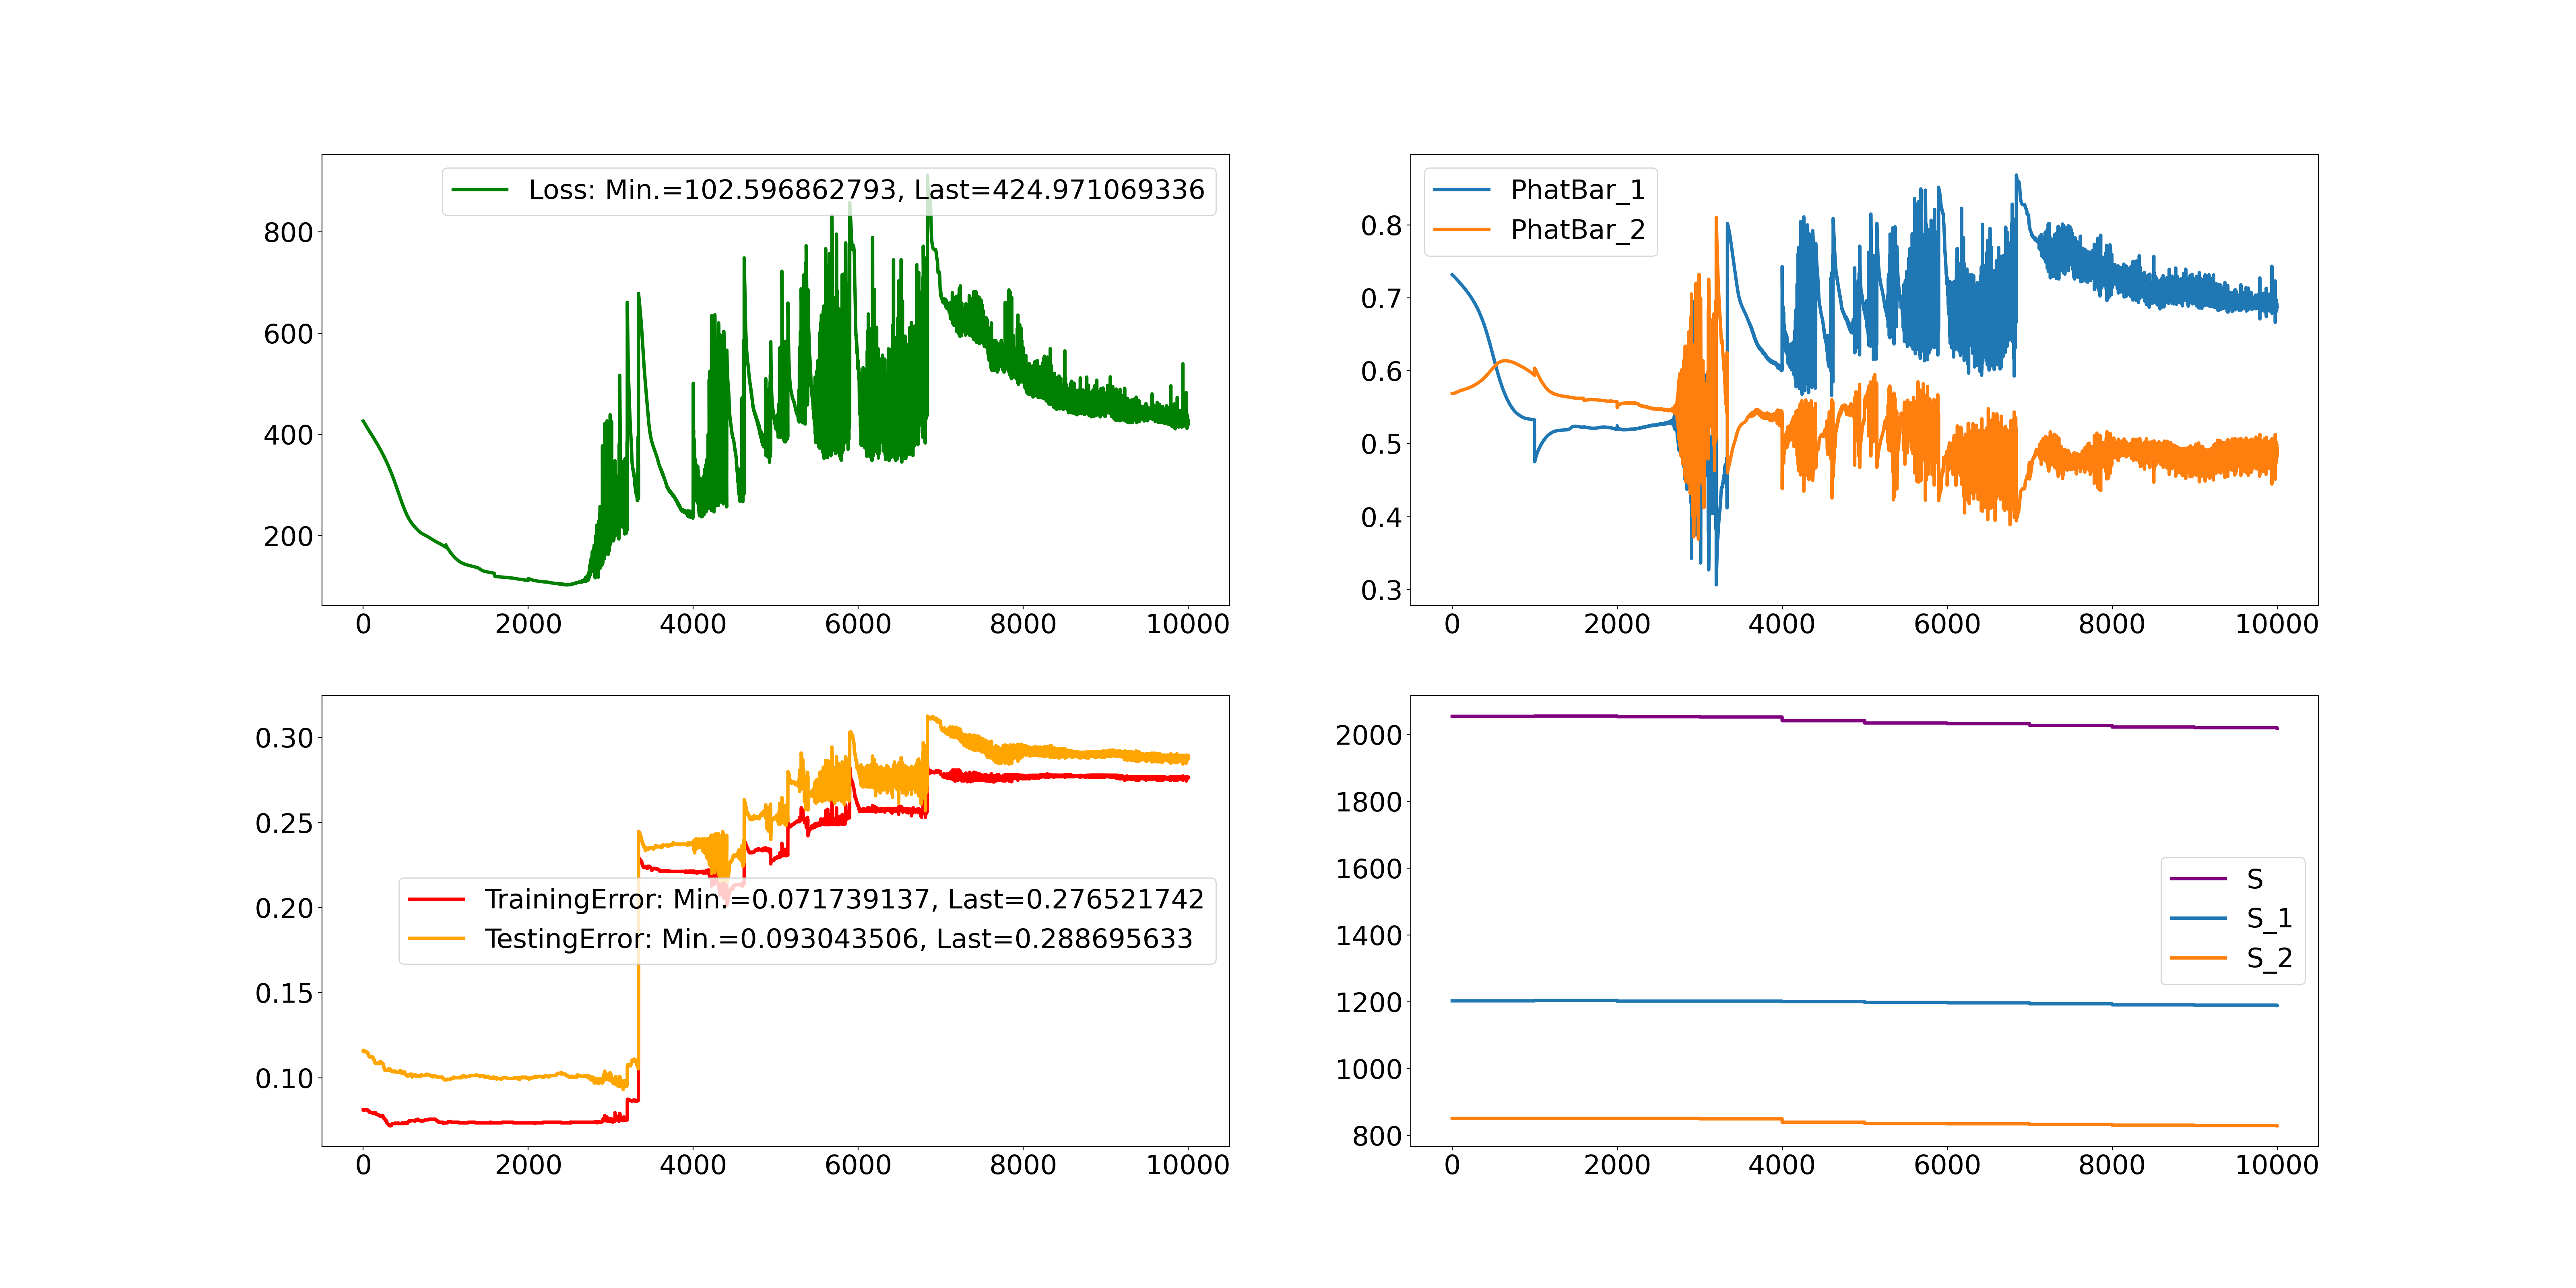 Loss: Min.=102.596862793, Last=424.971069336
800
600
400
200
0 2000 4000 6000 8000 10000
PhatBar_1
PhatBar_2
0.8
0.7
0.6
0.5
0.4
0.3
0 2000 4000 6000 8000 10000
0.30
0.25
0.20
0.15
0.10
TrainingError: Min.=0.071739137, Last=0.276521742
TestingError: Min.=0.093043506, Last=0.288695633
0 2000 4000 6000 8000 10000
2000
1800
1600
1400
1200
1000
800
S
S_1
S_2
0 2000 4000 6000 8000 10000